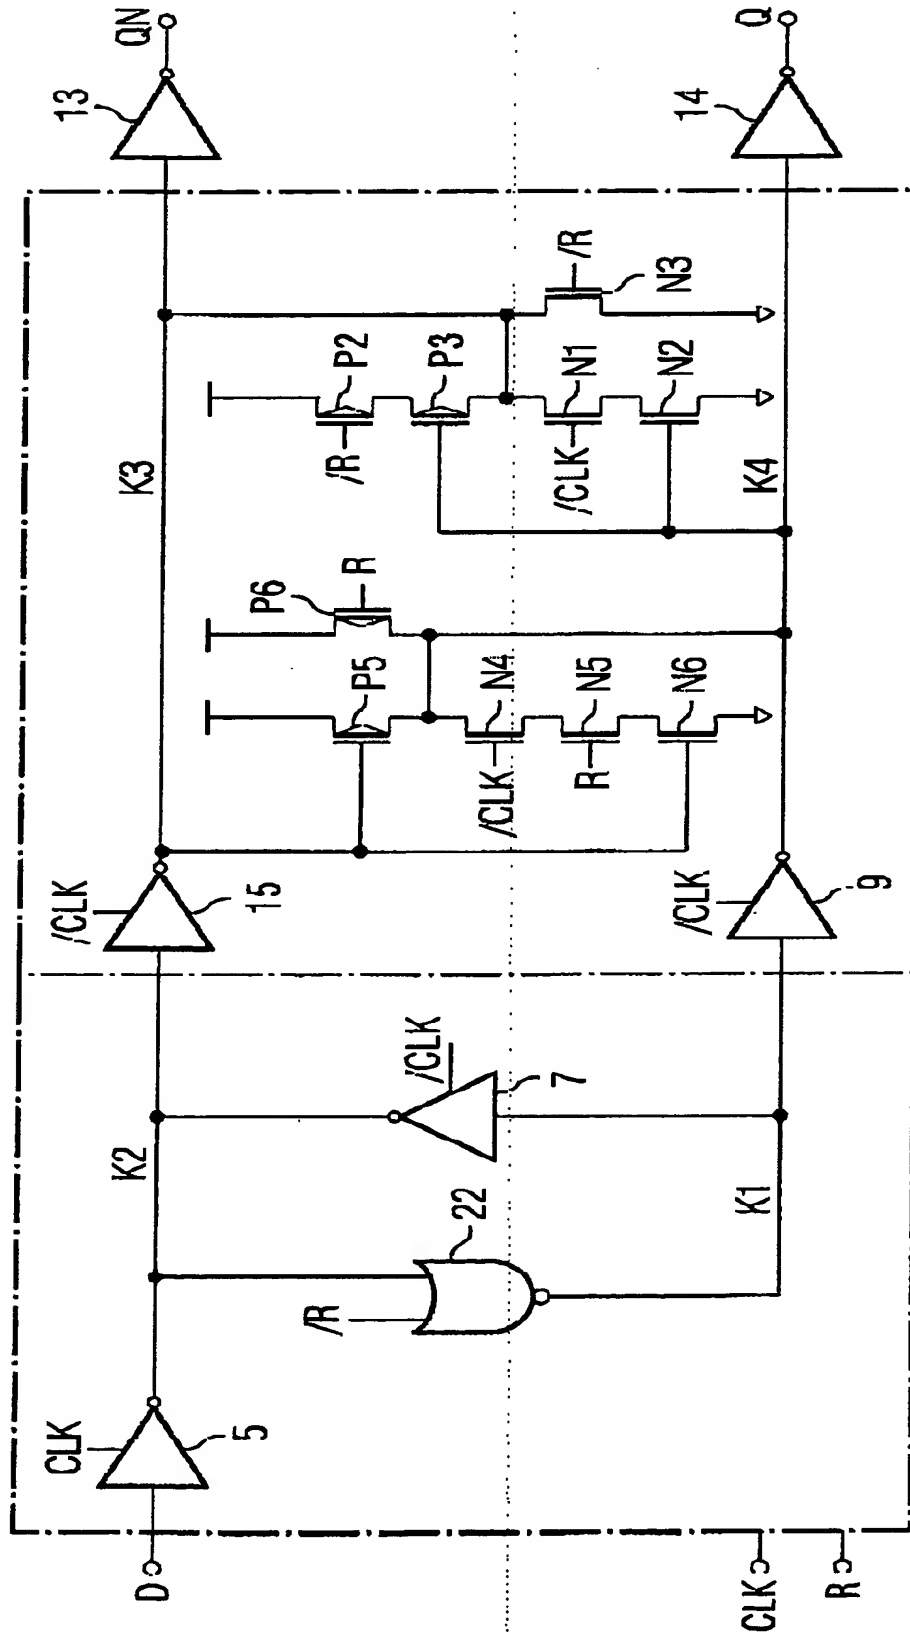 QN
Q
13
14
/R
N3
P2
P3
N1
N2
/R
/CLK
K3
K4
R
P6
P5
N4
N5
N6
/CLK
R
/CLK
15
/CLK
9
/CLK
7
K2
K1
22
/R
CLK
5
D
CLK
R